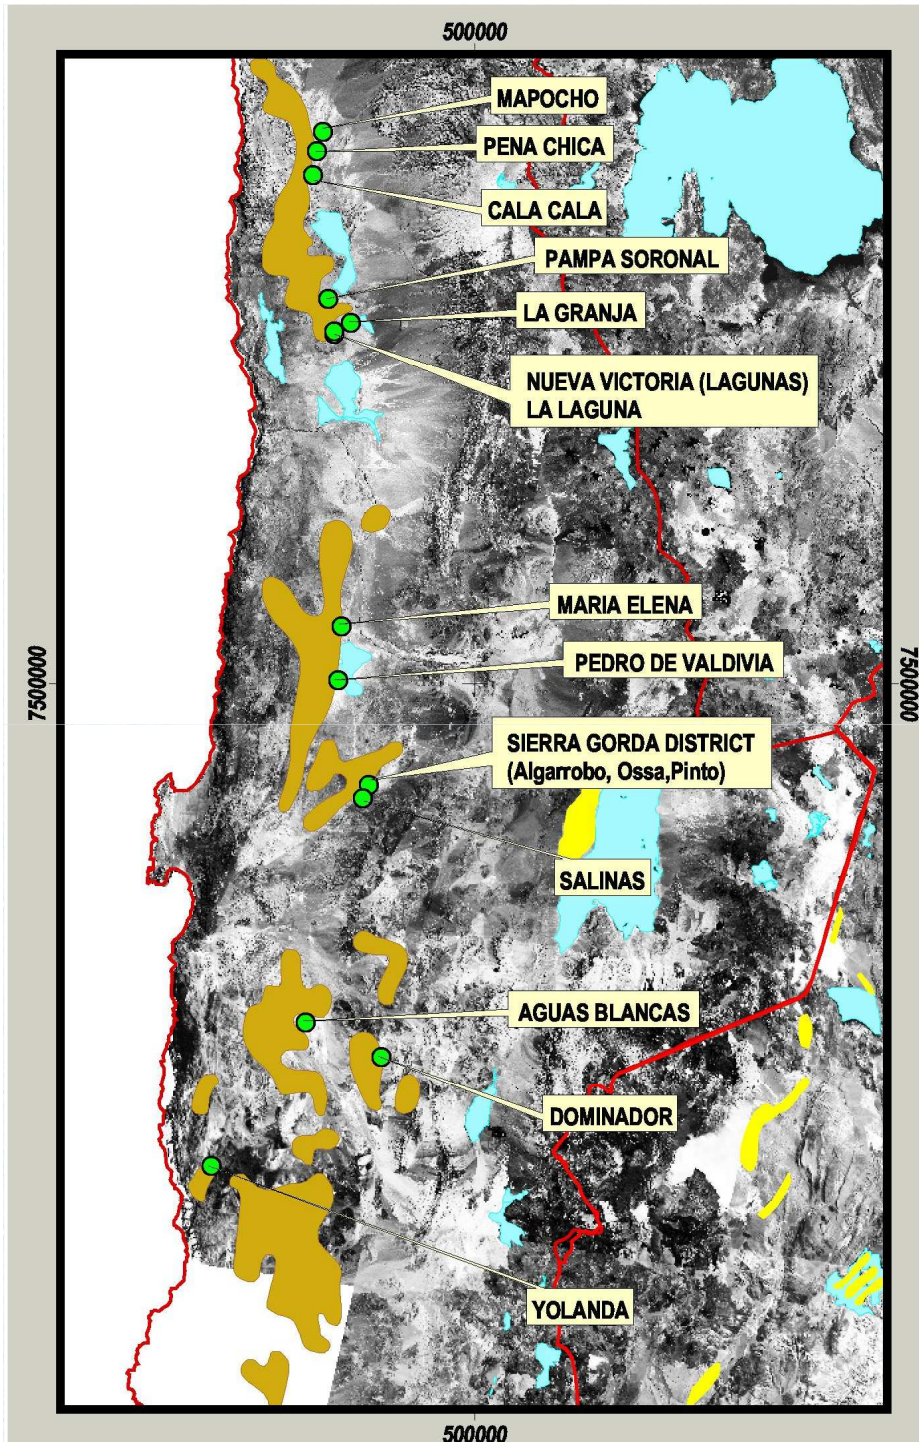 500000
MAPOCHO
PENA CHICA
CALA CALA
PAMPA SORONAL
LA GRANJA
NUEVA VICTORIA (LAGUNAS)
LA LAGUNA
MARIA ELENA
7500000
PEDRO DE VALDIVIA
7500000
SIERRA GORDA DISTRICT
(Algarrobo, Ossa,Pinto)
SALINAS
AGUAS BLANCAS
DOMINADOR
YOLANDA
500000